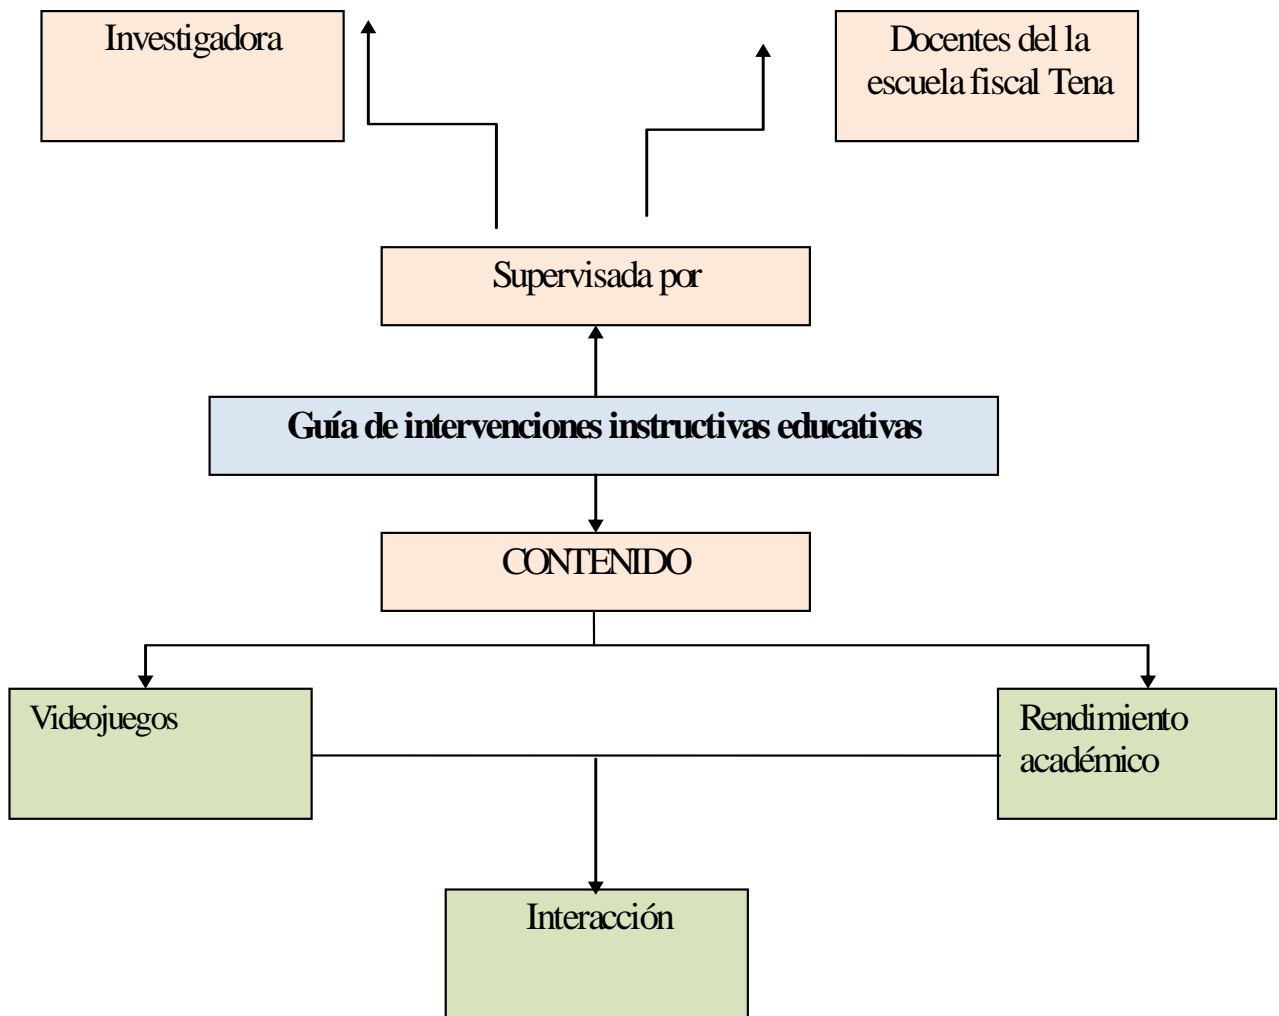 Investigadora
Docentes del la
escuela fiscal Tena
Supervisada por
Guía de intervenciones instructivas educativas
CONTENIDO
Videojuegos
Rendimiento
académico
Interacción